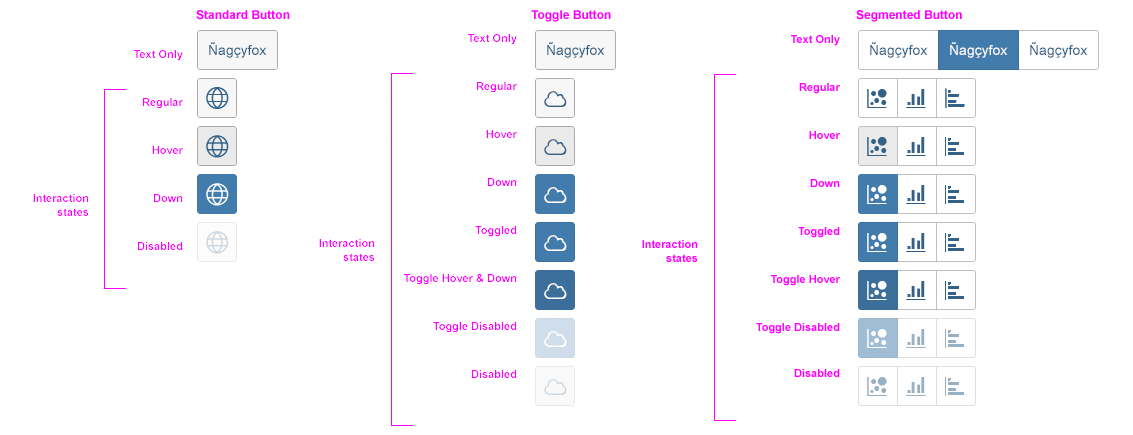 Standard Button
Text Only
Ñagçyfox
Regular
Hover
Down
Disabled
Interaction
states
Toggle Button
Text Only
Ñagçyfox
Regular
Hover
Down
Toggled
Toggle Hover & Down
Toggle Disabled
Disabled
Interaction
states
Segmented Button
Text Only
Ñagçyfox Ñagçyfox Ñagçyfox
Regular
Hover
Down
Toggled
Toggle Hover
Toggle Disabled
Disabled
Interaction
states